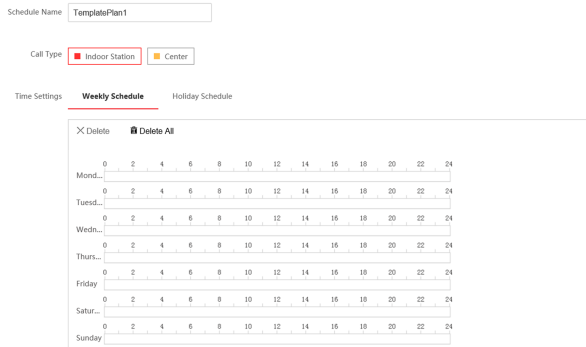 Schedule Name TemplatePlan1
Call Type Indoor Station Center
Time Settings Weekly Schedule Holiday Schedule
Delete Delete All
0 2 4 6 8 10 12 14 16 18 20 22 24
Mond...
0 2 4 6 8 10 12 14 16 18 20 22 24
Tuesd...
0 2 4 6 8 10 12 14 16 18 20 22 24
Wedn...
0 2 4 6 8 10 12 14 16 18 20 22 24
Thurs...
0 2 4 6 8 10 12 14 16 18 20 22 24
Friday
0 2 4 6 8 10 12 14 16 18 20 22 24
Satur...
0 2 4 6 8 10 12 14 16 18 20 22 24
Sunday